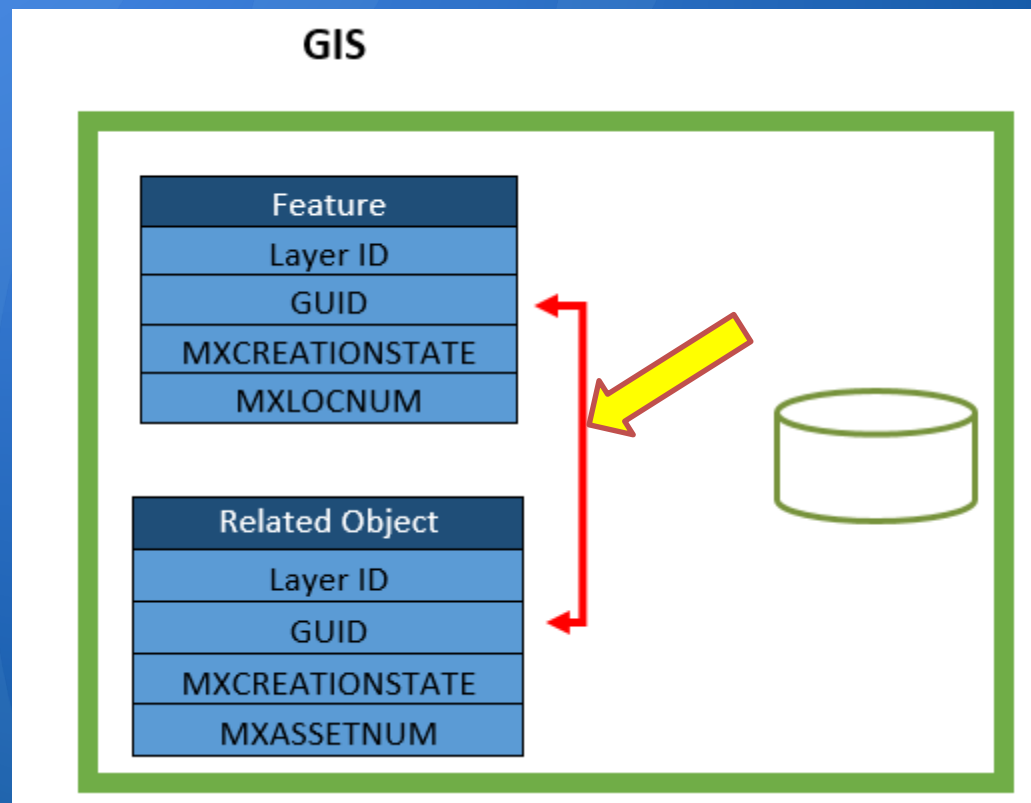 GIS
Feature
Layer ID
GUID
MXCREATIONSTATE
MXLOCNUM
Related Object
Layer ID
GUID
MXCREATIONSTATE
MXASSETNUM